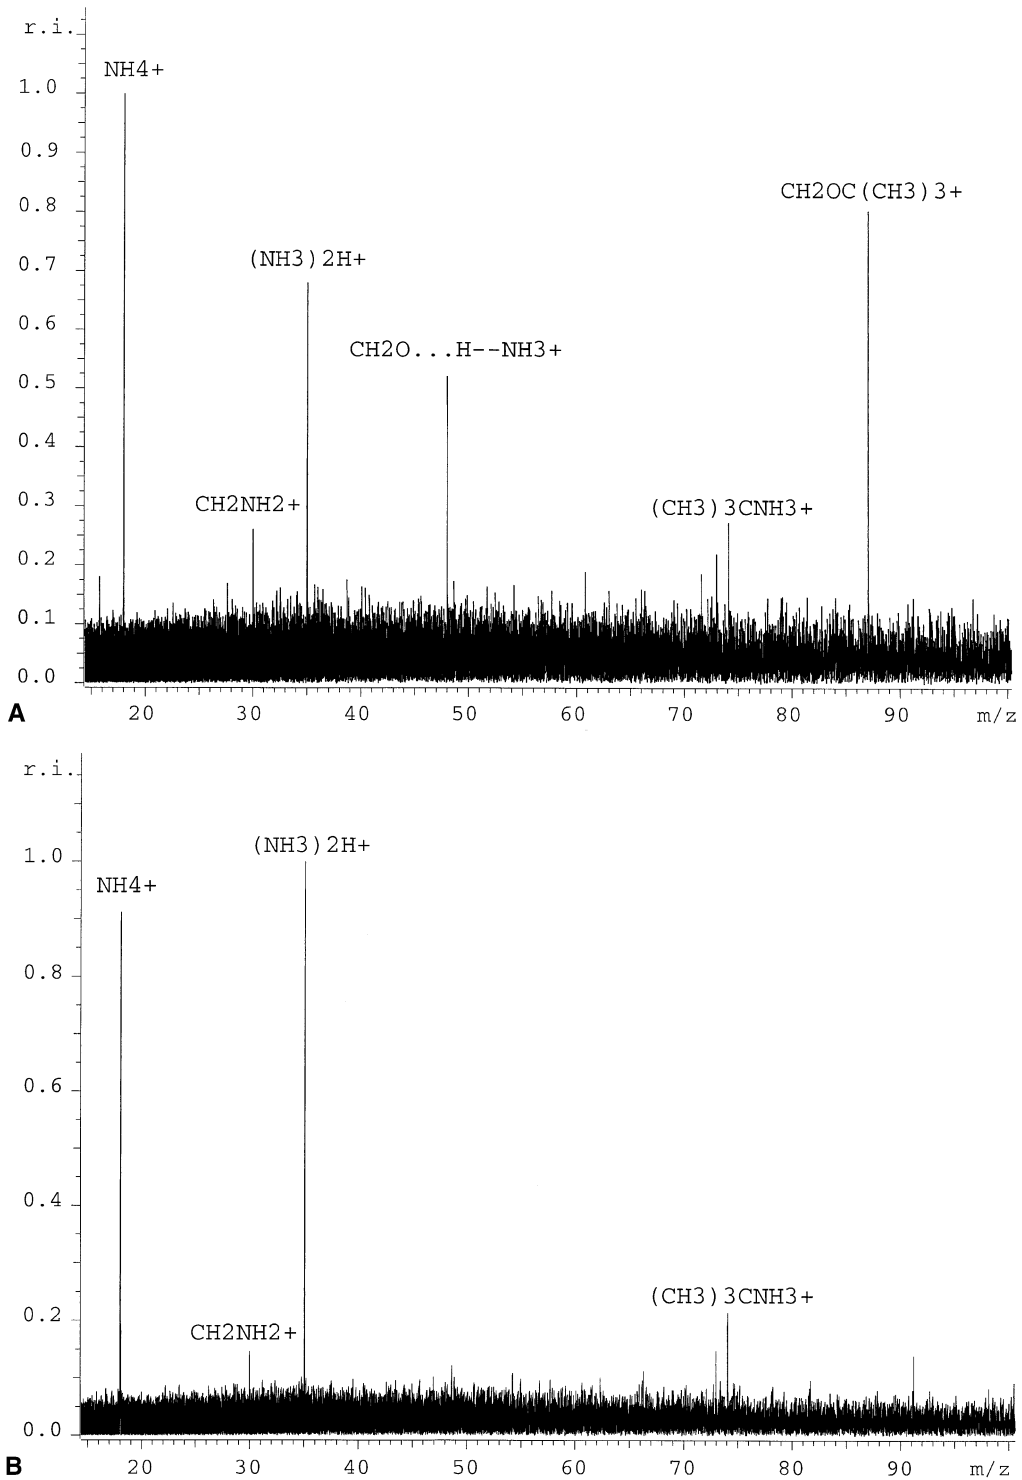 r.i.
NH4+
1.0
0.9
CH2OC(CH3)3+
0.8
(NH3)2H+
0.7
0.6
CH2O...H--NH3+
0.5
0.4
0.3
CH2NH2+
(CH3)3CNH3+
0.2
0.1
0.0
A
20 30 40 50 60 70 80 90 m/z
r.i.
(NH3)2H+
1.0
NH4+
0.8
0.6
0.4
(CH3)3CNH3+
0.2
CH2NH2+
0.0
B
20 30 40 50 60 70 80 90 m/z